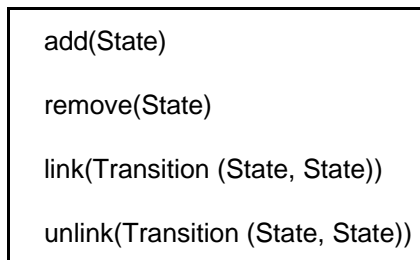 add(State)
remove(State)
link(Transition (State, State))
unlink(Transition (State, State))